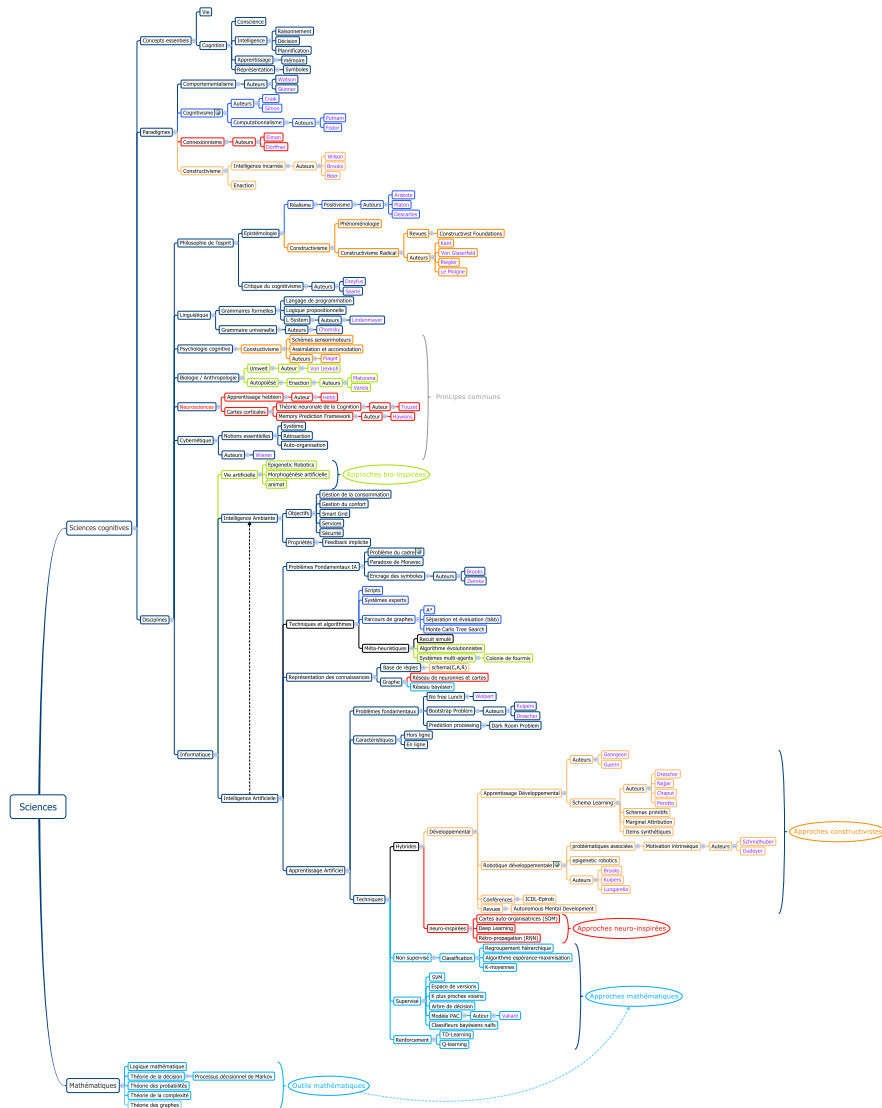 Vie
Concepts essentiels
Conscience
Cognition
Raisonnement
Intelligence
Décision
Plannification
Apprentissage
mémoire
Représentation
Symboles
Comportementalisme
Auteurs
Watson
Skinner
Paradigmes
Cognitivisme
Auteurs
Craik
Simon
Computationnalisme
Auteurs
Putnam
Fodor
Connexionnisme
Auteurs
Elman
Dorffner
Constructivisme
Intelligence incarnée
Auteurs
Wilson
Brooks
Beer
Enaction
Philosophie de l'esprit
Epistémologie
Réalisme
Positivisme
Auteurs
Aristote
Platon
Descartes
Constructivisme
Phénoménologie
Constructivisme Radical
Revues
Constructivist Foundations
Auteurs
Kant
Von Glaserfeld
Riegler
Le Moigne
Critique du cognitivisme
Auteurs
Dreyfus
Searle
Linguistique
Grammaires formelles
Langage de programmation
Logique propositionnelle
L-System
Auteurs
Lindenmayer
Grammaire universelle
Auteurs
Chomsky
Psychologie cognitive
Constuctivisme
Schèmes sensorimoteurs
Assimilation et accomodation
Auteurs
Piaget
Biologie / Anthropologie
Umwelt
Auteur
Von Uexküll
Autopoïèse
Enaction
Auteurs
Maturana
Varela
Principes communs
Neurosciences
Apprentissage hebbien
Auteur
Hebb
Cartes corticales
Théorie neuronale de la Cognition
Auteur
Touzet
Memory Prediction Framework
Auteur
Hawkins
Cybernétique
Notions essentielles
Système
Rétroaction
Auto-organisation
Auteurs
Wiener
Sciences cognitives
Disciplines
Informatique
Vie artificielle
Epigenetic Robotics
Morphogénèse artificielle
animat
Approches bio-inspirées
Intelligence Ambiante
Objectifs
Gestion de la consommation
Gestion du confort
Smart Grid
Services
Sécurité
Propriétés
Feedback implicite
Intelligence Artificielle
Problèmes Fondamentaux IA
Problème du cadre
Paradoxe de Moravec
Encrage des symboles
Auteurs
Brooks
Ziemke
Techniques et algorithmes
Scripts
Systèmes experts
Parcours de graphes
A*
Séparation et évaluation (b&b)
Monte Carlo Tree Search
Méta-heuristiques
Recuit simulé
Algorithme évolutionnistes
Systèmes multi-agents
Colonie de fourmis
Représentation des connaissances
Base de règles
schema(C,A,R)
Graphe
Réseau de neuronnes et cartes
Réseau bayésien
Apprentissage Artificiel
Problèmes fondamentaux
No free Lunch
Wolpert
Bootstrap Problem
Auteurs
Kuipers
Drescher
Prediction processing
Dark Room Problem
Caractéristiques
Hors ligne
En ligne
Techniques
Hybrides
Développemental
Apprentissage Développemental
Auteurs
Georgeon
Guerin
Schema Learning
Auteurs
Drescher
Najjar
Chaput
Perotto
Schemas primitifs
Marginal Attribution
Items synthétiques
Robotique développementale
problématiques associées
Motivation intrinsèque
Auteurs
Schmidhuber
Oudeyer
epigenetic robotics
Auteurs
Brooks
Kuipers
Lungarella
Conférences
ICDL-Epirob
Revues
Autonomous Mental Development
Approches constructivistes
neuro-inspirées
Cartes auto-organisatrices (SOM)
Deep Learning
Rétro-propagation (RNN)
Approches neuro-inspirées
Non supervisé
Classification
Regroupement hiérarchique
Algorithme espérance-maximisation
K-moyennes
Supervisé
SVM
Espace de versions
K plus proches voisins
Arbre de décision
Modèle PAC
Auteur
Valiant
Classifieurs bayésiens naïfs
Renforcement
TD-Learning
Q-learning
Approches mathématiques
Sciences
Mathématiques
Logique mathématique
Théorie de la décision
Processus décisionnel de Markov
Théorie des probabilités
Théorie de la complexité
Théorie des graphes
Outils mathématiques